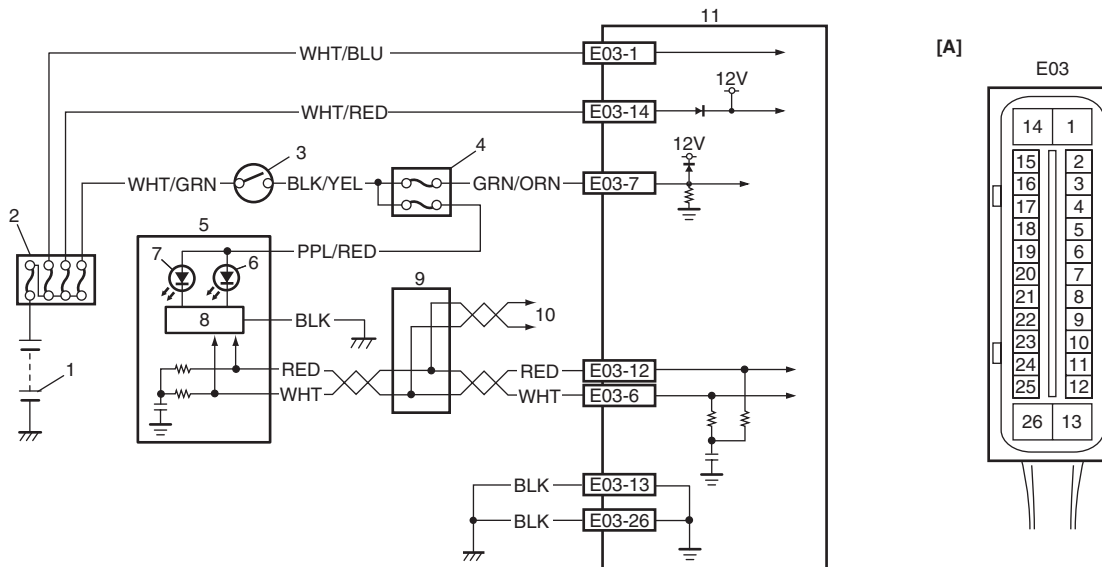 11
[A]
WHT/BLU E03-1
E03
12V
WHT/RED E03-14
14 1
3 4 12V
15 2
WHT/GRN BLK/YEL GRN/ORN E03-7
16 3
17 4
2 5
18 5
PPL/RED
19 6
7 6
20 7
9
21 8
8 BLK 10
22 9
23 10
1 RED RED E03-12
24 11
WHT WHT E03-6
25 12
26 13
BLK E03-13
BLK E03-26